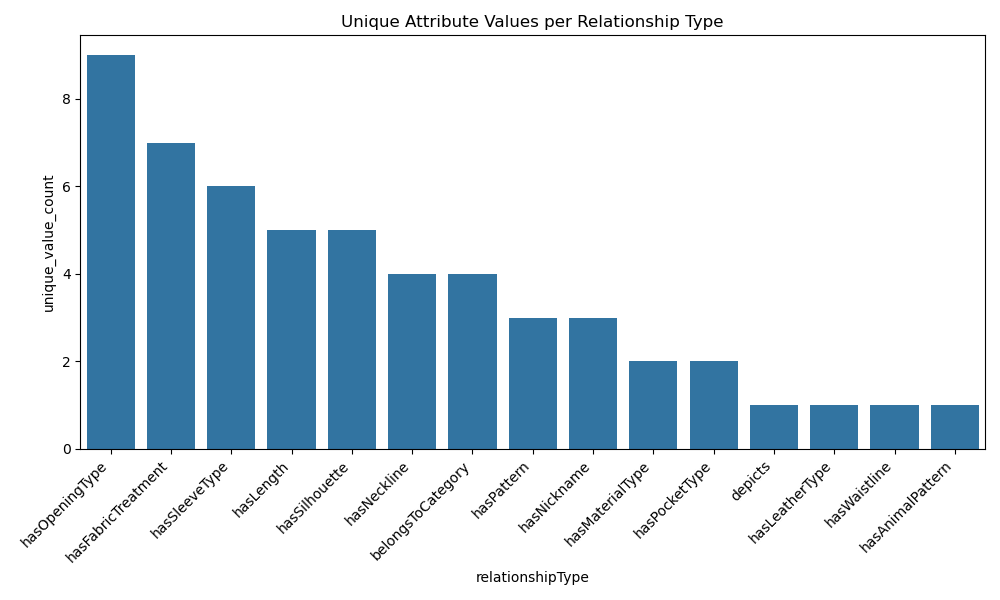 Unique Attribute Values per Relationship Type
unique_value_count
8
6
4
2
0
hasOpeningType
hasFabricTreatment
hasSleeveType
hasLength
hasSilhouette
hasNeckline
belongsToCategory
hasPattern
hasNickname
hasMaterialType
hasPocketType
depicts
hasLeatherType
hasWaistline
hasAnimalPattern
relationshipType